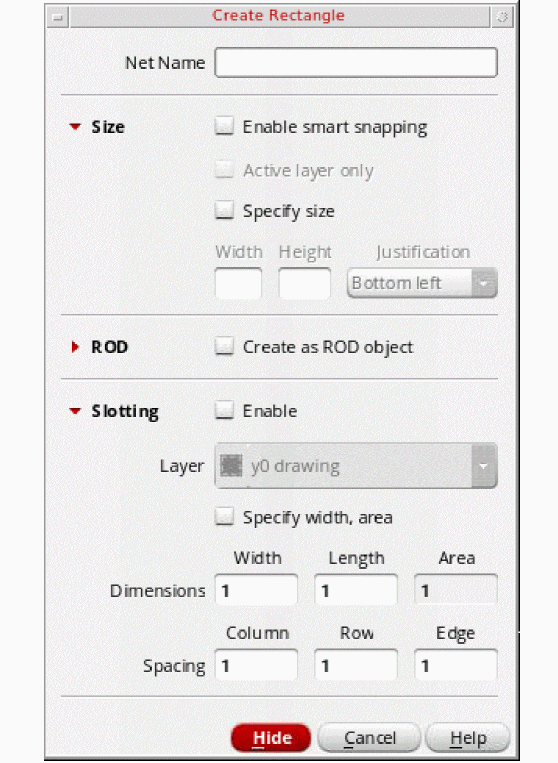 Create Rectangle
Net Name
Size Enable smart snapping
Active layer only
Specify size
Width Height Justification
Bottom left
ROD Create as ROD object
Slotting Enable
Layer y0 drawing
Specify width, area
Width Length Area
Dimensions 1 1 1
Column Row Edge
Spacing 1 1 1
Hide Cancel Help